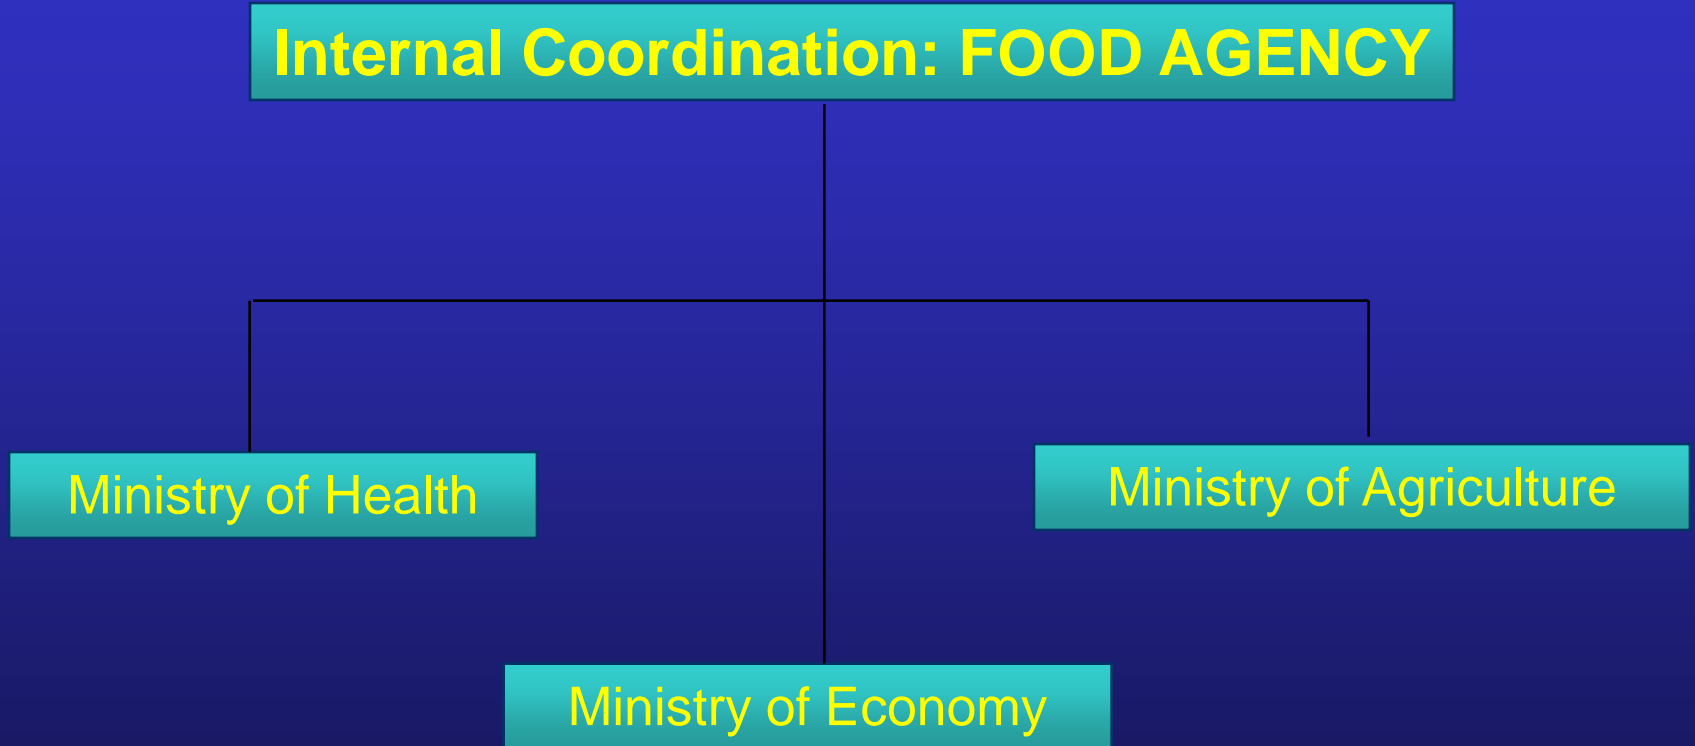 Internal Coordination: FOOD AGENCY
Ministry of Health
Ministry of Agriculture
Ministry of Economy